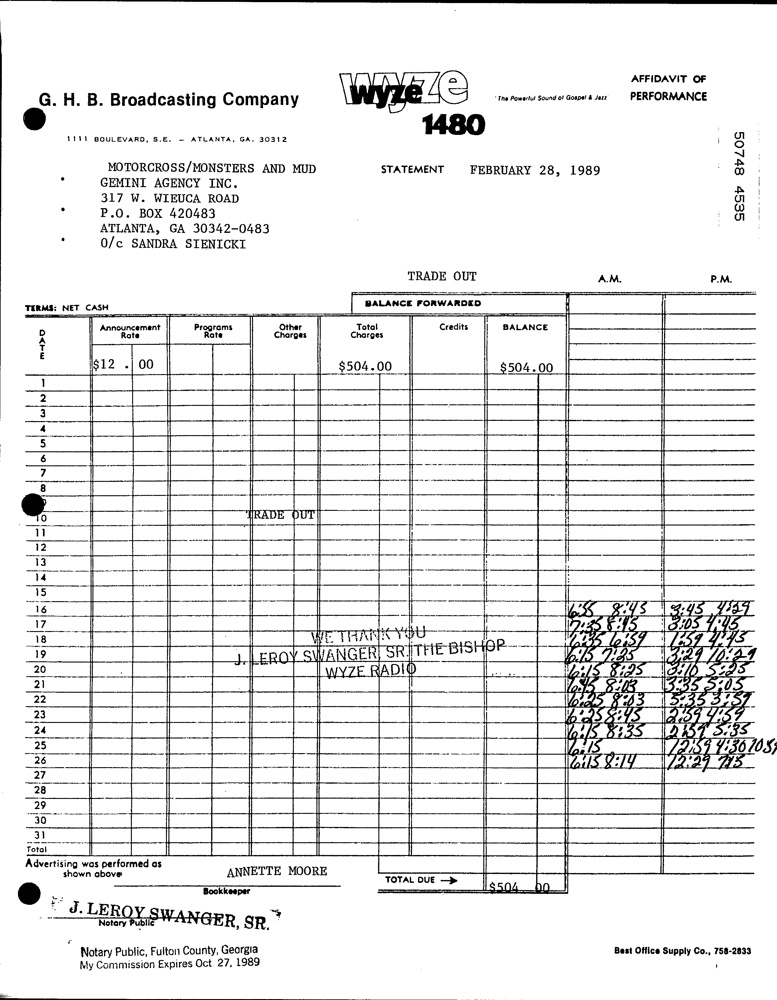 G. H. B. Broadcasting Company
wyze
1480
"The Powerful Sound of Gospel & Jazz
AFFIDAVIT OF
PERFORMANCE
1111 BOULEVARD, S.E. – ATLANTA, GA. 30312
50748 4535
MOTORCROSS/MONSTERS AND MUD
GEMINI AGENCY INC.
317 W. WIEUCA ROAD
P.O. BOX 420483
ATLANTA, GA 30342-0483
O/c SANDRA SIENICKI
STATEMENT FEBRUARY 28, 1989
TRADE OUT A.M. P.M.
TERMS: NET CASH
BALANCE FORWARDED
DATE Announcement Rate Programs Rate Other Charges Total Charges Credits BALANCE
$12 . 00 $504.00 $504.00
1
2
3
4
5
6
7
8
10 TRADE OUT
11
12
13
14
15
16 6:55 8:45 3:45 4:59
17 7:35 8:45 3:05 4:45
18 6:35 6:59 1:59 4:45
19 6:15 7:25 3:29 10:29
20 6:15 8:25 3:10 5:25
21 6:45 8:03 3:35 5:05
22 6:25 8:03 5:35 3:59
23 6:25 8:45 2:59 4:59
24 6:15 8:35 2:59 5:35
25 6:15 12:59 4:30 7:05
26 6:15 8:14 12:29 7:15
WE THANK YOU
J. LEROY SWANGER, SR. THE BISHOP
WYZE RADIO
27
28
29
30
31
Total
Advertising was performed as
shown above
ANNETTE MOORE
Bookkeeper
TOTAL DUE
$504 00
J. LEROY SWANGER, SR.
Notary Public
Notary Public, Fulton County, Georgia
My Commission Expires Oct 27, 1989
Best Office Supply Co., 758-2833